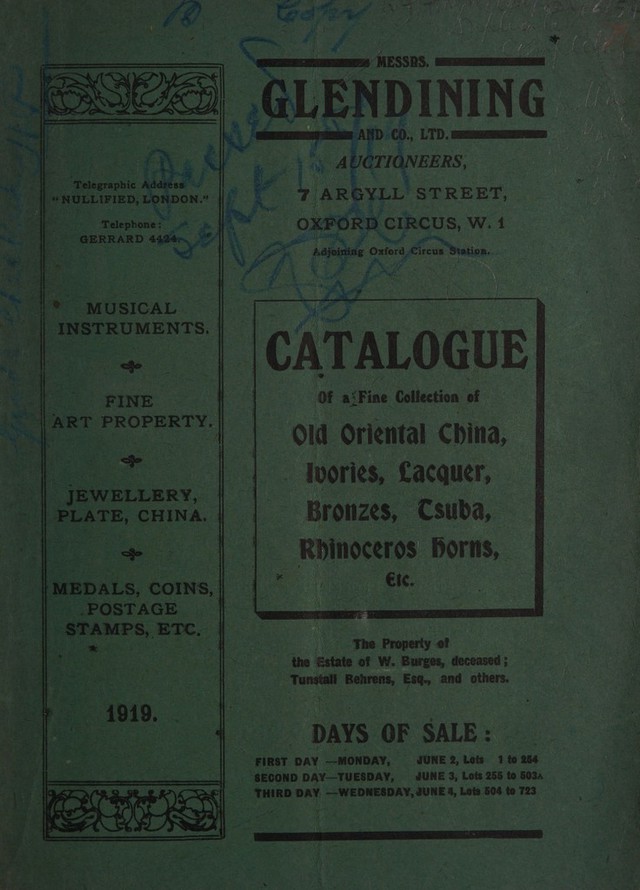 Copy
MESSRS.
GLENDINING
AND CO., LTD.
AUCTIONEERS,
7 ARGYLL STREET,
OXFORD CIRCUS, W. 1
Adjoining Oxford Circus Station.
Telegraphic Address
"NULLIFIED, LONDON."
Telephone:
GERRARD 4424.
MUSICAL
INSTRUMENTS.
FINE
ART PROPERTY.
JEWELLERY,
PLATE, CHINA.
MEDALS, COINS,
POSTAGE
STAMPS, ETC.
1919.
Sept
CATALOGUE
Of a Fine Collection of
Old Oriental China,
Ivories, Lacquer,
Bronzes, Tsuba,
Rhinoceros Horns,
Etc.
The Property of
the Estate of W. Burges, deceased;
Tunstall Behrens, Esq., and others.
DAYS OF SALE:
FIRST DAY—MONDAY, JUNE 2, Lots 1 to 254
SECOND DAY—TUESDAY, JUNE 3, Lots 255 to 503A
THIRD DAY—WEDNESDAY, JUNE 4, Lots 504 to 723